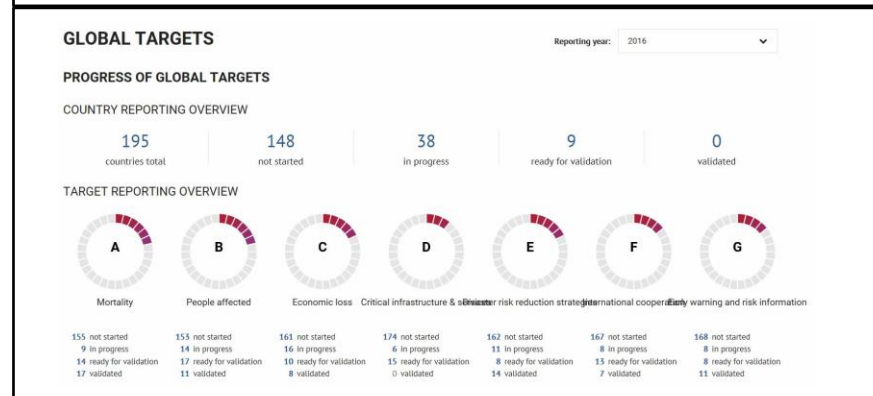 GLOBAL TARGETS
Reporting year: 2016
PROGRESS OF GLOBAL TARGETS
COUNTRY REPORTING OVERVIEW
195 148 38 9 0
countries total not started in progress ready for validation validated
TARGET REPORTING OVERVIEW
A B C D E F G
Mortality People affected Economic loss Critical infrastructure & services Disaster risk reduction strategies International cooperation Early warning and risk information
155 not started 153 not started 161 not started 174 not started 162 not started 167 not started 168 not started
9 in progress 14 in progress 16 in progress 6 in progress 11 in progress 8 in progress 8 in progress
14 ready for validation 17 ready for validation 10 ready for validation 15 ready for validation 8 ready for validation 13 ready for validation 8 ready for validation
17 validated 11 validated 8 validated 0 validated 14 validated 7 validated 11 validated